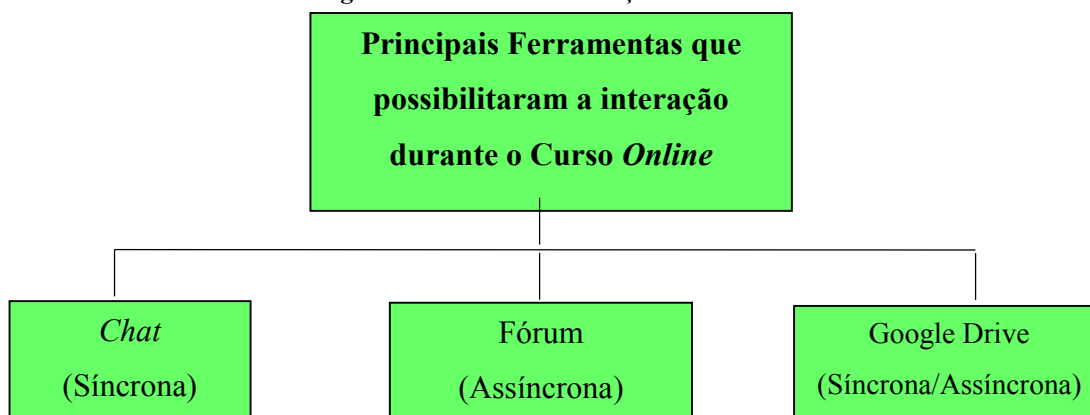 Principais Ferramentas que
possibilitaram a interação
durante o Curso Online
Chat
(Síncrona)
Fórum
(Assíncrona)
Google Drive
(Síncrona/Assíncrona)